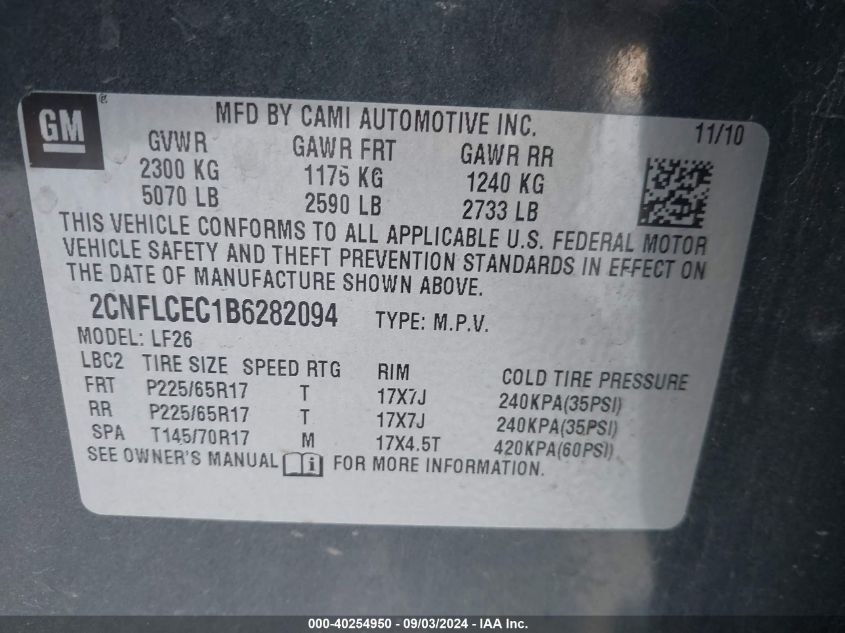 GM ®
MFD BY CAMI AUTOMOTIVE INC.
11/10
GVWR GAWR FRT GAWR RR
2300 KG 1175 KG 1240 KG
5070 LB 2590 LB 2733 LB
THIS VEHICLE CONFORMS TO ALL APPLICABLE U.S. FEDERAL MOTOR
VEHICLE SAFETY AND THEFT PREVENTION STANDARDS IN EFFECT ON
THE DATE OF MANUFACTURE SHOWN ABOVE.
2CNFLCEC1B6282094 TYPE: M.P.V.
MODEL: LF26
LBC2 TIRE SIZE SPEED RTG RIM COLD TIRE PRESSURE
FRT P225/65R17 T 17X7J 240KPA(35PSI)
RR P225/65R17 T 17X7J 240KPA(35PSI)
SPA T145/70R17 M 17X4.5T 420KPA(60PSI)
SEE OWNER'S MANUAL i FOR MORE INFORMATION.
000-40254950 - 09/03/2024 - IAA Inc.